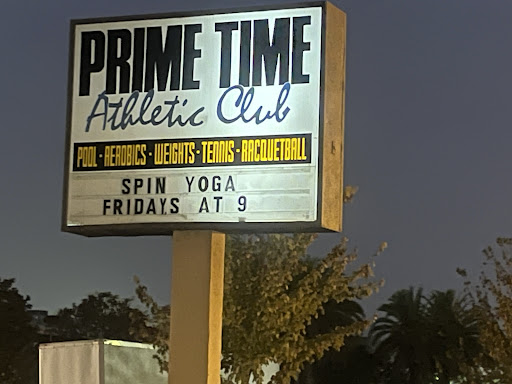 PRIME TIME
Athletic Club
POOL - AEROBICS - WEIGHTS - TENNIS - RACQUETBALL
SPIN YOGA
FRIDAYS AT 9